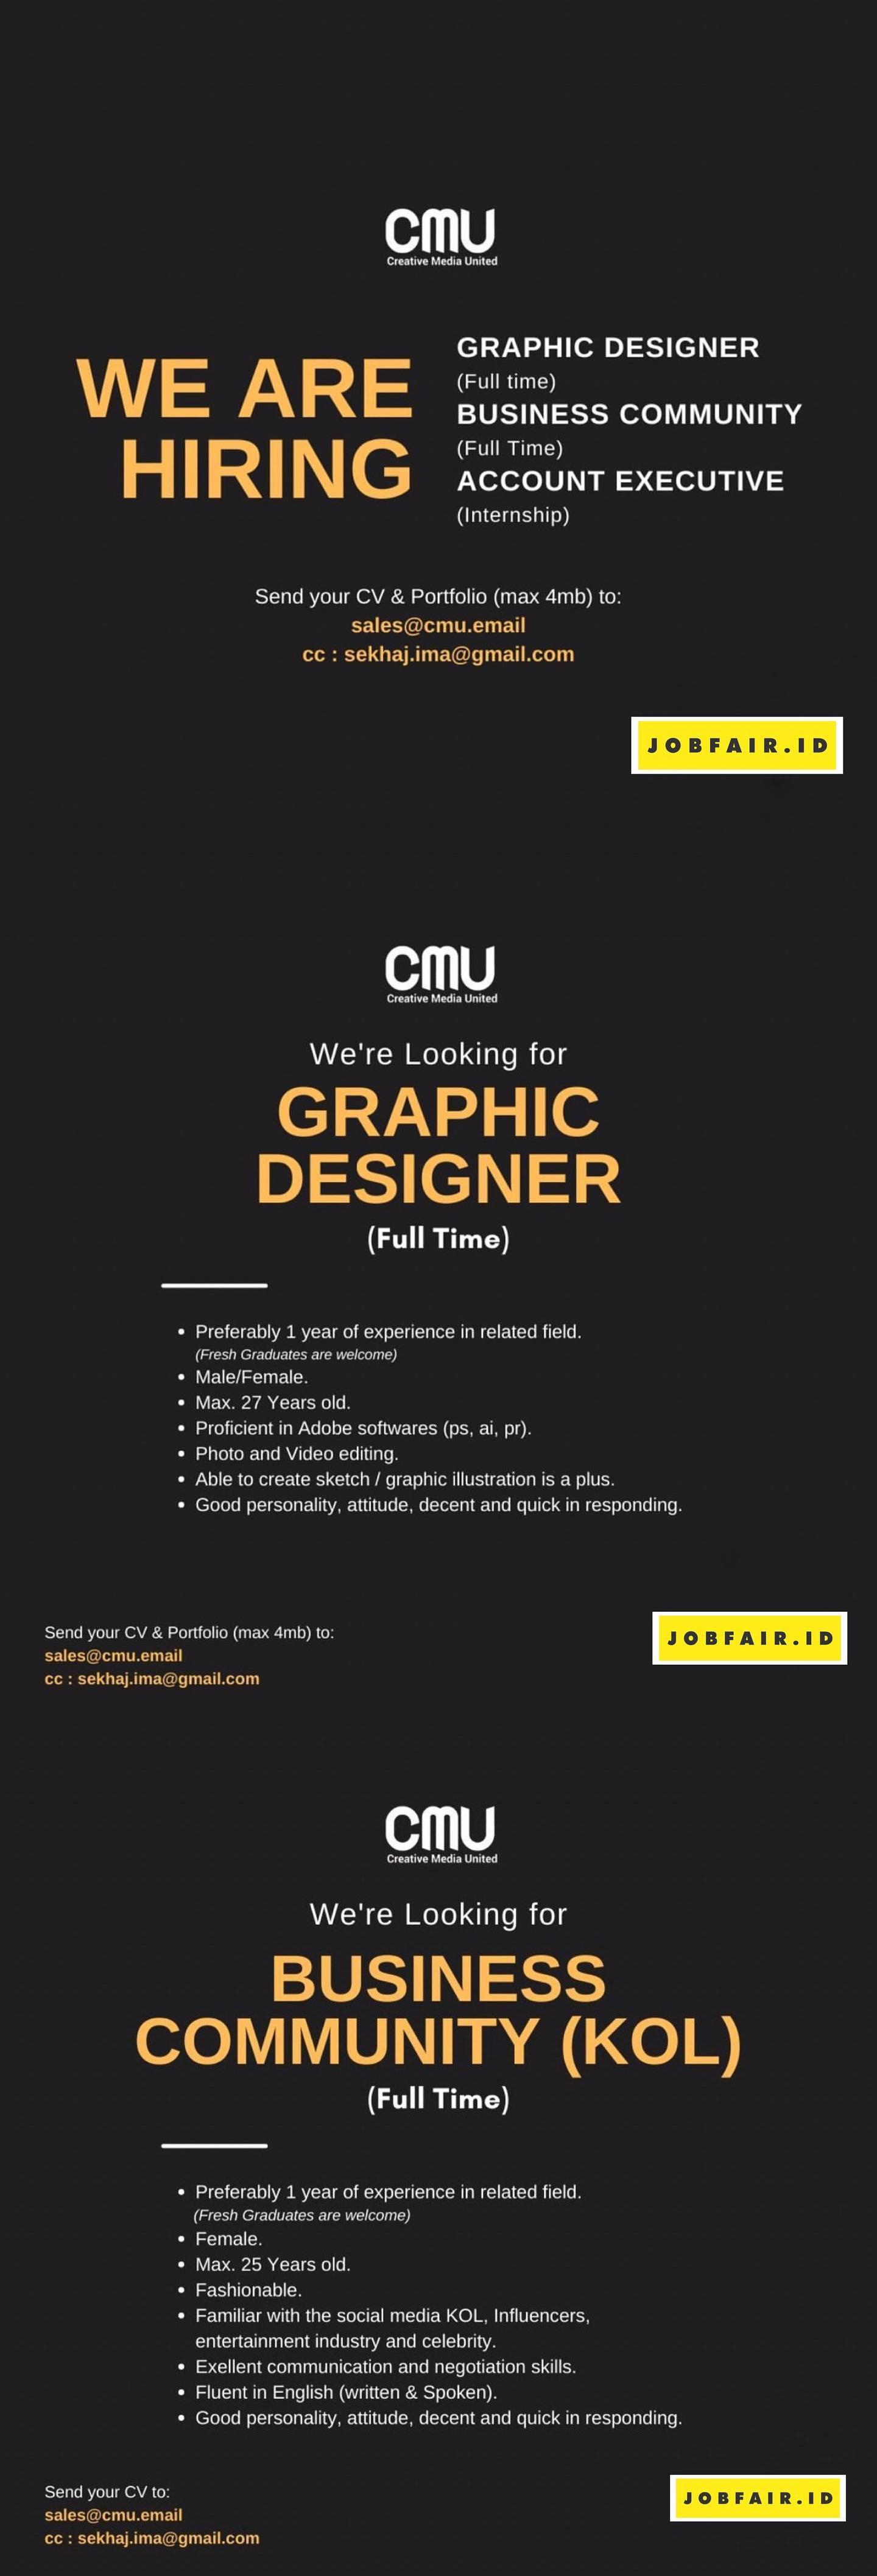 CMU
Creative Media United
WE ARE
HIRING
GRAPHIC DESIGNER
(Full time)
BUSINESS COMMUNITY
(Full Time)
ACCOUNT EXECUTIVE
(Internship)
Send your CV & Portfolio (max 4mb) to:
sales@cmu.email
cc : sekhaj.ima@gmail.com
JOBFAIR.ID
CMU
Creative Media United
We're Looking for
GRAPHIC
DESIGNER
(Full Time)
• Preferably 1 year of experience in related field.
(Fresh Graduates are welcome)
• Male/Female.
• Max. 27 Years old.
• Proficient in Adobe softwares (ps, ai, pr).
• Photo and Video editing.
• Able to create sketch / graphic illustration is a plus.
• Good personality, attitude, decent and quick in responding.
Send your CV & Portfolio (max 4mb) to:
sales@cmu.email
cc : sekhaj.ima@gmail.com
JOBFAIR.ID
CMU
Creative Media United
We're Looking for
BUSINESS
COMMUNITY (KOL)
(Full Time)
• Preferably 1 year of experience in related field.
(Fresh Graduates are welcome)
• Female.
• Max. 25 Years old.
• Fashionable.
• Familiar with the social media KOL, Influencers,
entertainment industry and celebrity.
• Exellent communication and negotiation skills.
• Fluent in English (written & Spoken).
• Good personality, attitude, decent and quick in responding.
Send your CV to:
sales@cmu.email
cc : sekhaj.ima@gmail.com
JOBFAIR.ID